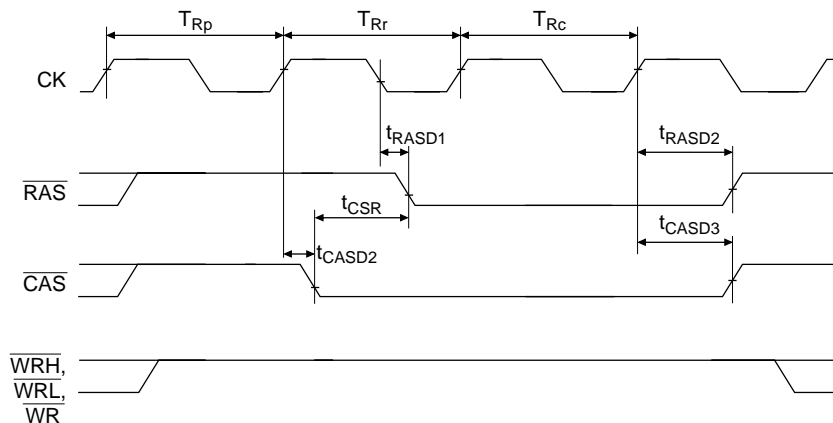 TRp TRr TRc
CK
tRASD1 tRASD2
RAS
tCSR
tCASD3
tCASD2
CAS
WRH,
WRL,
WR